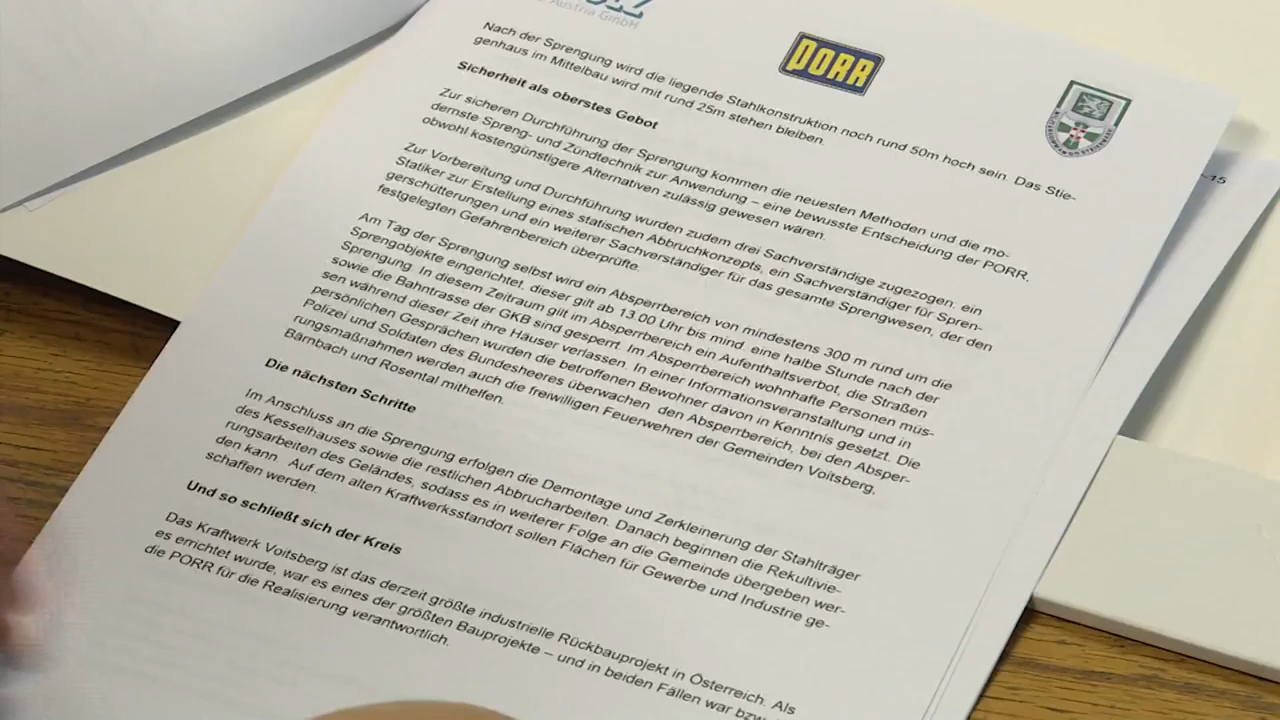 Austria GmbH
PORR
Nach der Sprengung wird die liegende Stahlkonstruktion noch rund 50m hoch sein. Das Stie-
genhaus im Mittelbau wird mit rund 25m stehen bleiben.
Sicherheit als oberstes Gebot
Zur sicheren Durchführung der Sprengung kommen die neuesten Methoden und die mo-
dernste Spreng- und Zündtechnik zur Anwendung – eine bewusste Entscheidung der PORR,
obwohl kostengünstigere Alternativen zulässig gewesen wären.
Zur Vorbereitung und Durchführung wurden zudem drei Sachverständige zugezogen, ein
Statiker zur Erstellung eines statischen Abbruchkonzepts, ein Sachverständiger für Spren-
gerschütterungen und ein weiterer Sachverständiger für das gesamte Sprengwesen, der den
festgelegten Gefahrenbereich überprüfte.
Am Tag der Sprengung selbst wird ein Absperrbereich von mindestens 300 m rund um die
Sprengobjekte eingerichtet, dieser gilt ab 13.00 Uhr bis mind. eine halbe Stunde nach der
Sprengung. In diesem Zeitraum gilt im Absperrbereich ein Aufenthaltsverbot, die Straßen
sowie die Bahntrasse der GKB sind gesperrt. Im Absperrbereich wohnhafte Personen müs-
sen während dieser Zeit ihre Häuser verlassen. In einer Informationsveranstaltung und in
persönlichen Gesprächen wurden die betroffenen Bewohner davon in Kenntnis gesetzt. Die
Polizei und Soldaten des Bundesheeres überwachen den Absperrbereich, bei den Absper-
rungsmaßnahmen werden auch die freiwilligen Feuerwehren der Gemeinden Voitsberg,
Bärnbach und Rosental mithelfen.
Die nächsten Schritte
Im Anschluss an die Sprengung erfolgen die Demontage und Zerkleinerung der Stahlträger
des Kesselhauses sowie die restlichen Abbrucharbeiten. Danach beginnen die Rekultivie-
rungsarbeiten des Geländes, sodass es in weiterer Folge an die Gemeinde übergeben wer-
den kann. Auf dem alten Kraftwerksstandort sollen Flächen für Gewerbe und Industrie ge-
schaffen werden.
Und so schließt sich der Kreis
Das Kraftwerk Voitsberg ist das derzeit größte industrielle Rückbauprojekt in Österreich. Als
es errichtet wurde, war es eines der größten Bauprojekte – und in beiden Fällen war bzw.
die PORR für die Realisierung verantwortlich.